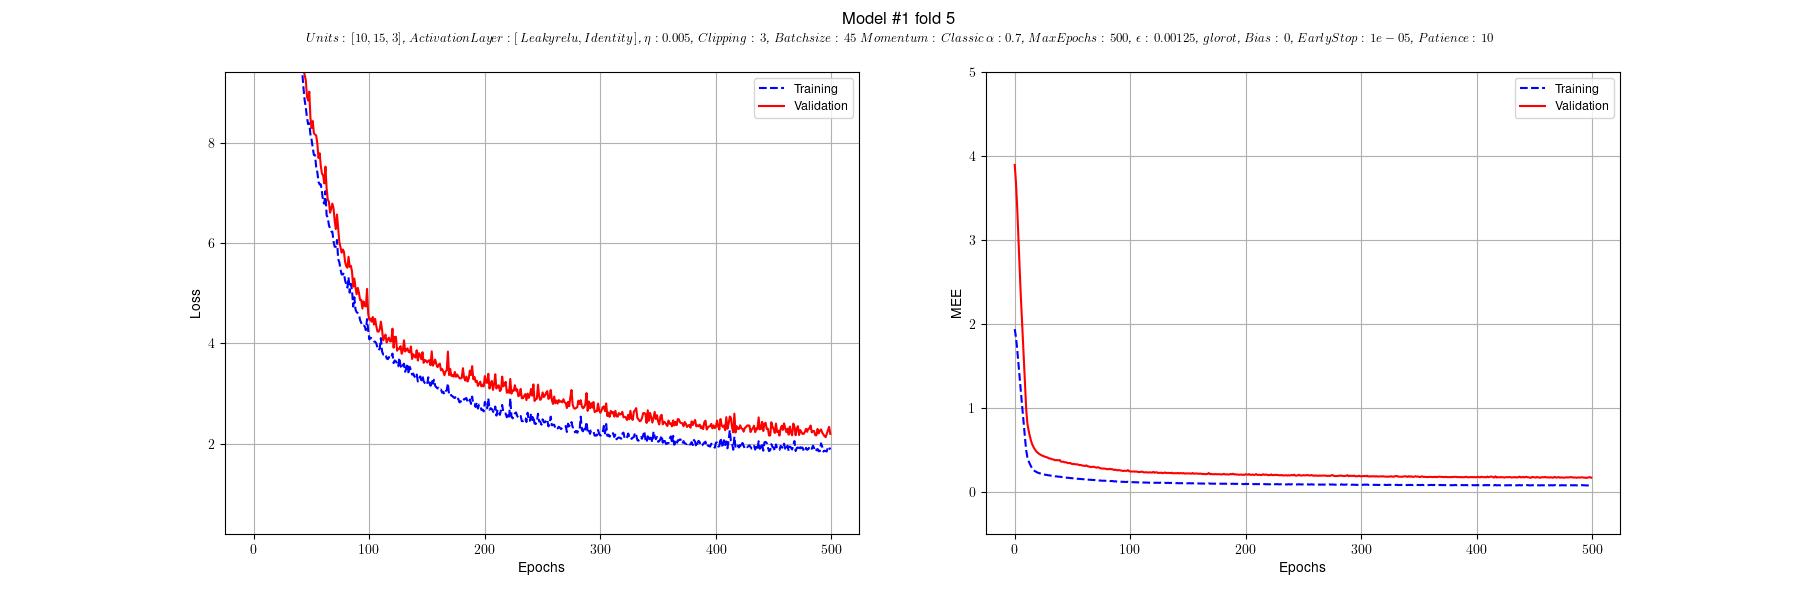 Model #1 fold 5
Units : [10, 15, 3], ActivationLayer : [ Leakyrelu, Identity], η : 0.005, Clipping : 3, Batchsize : 45 Momentum : Classic α : 0.7, MaxEpochs : 500, ϵ : 0.00125, glorot, Bias : 0, EarlyStop : 1e − 05, Patience : 10
Loss
8
6
4
2
0 100 200 300 400 500
Epochs
Training
Validation
MEE
5
4
3
2
1
0
0 100 200 300 400 500
Epochs
Training
Validation